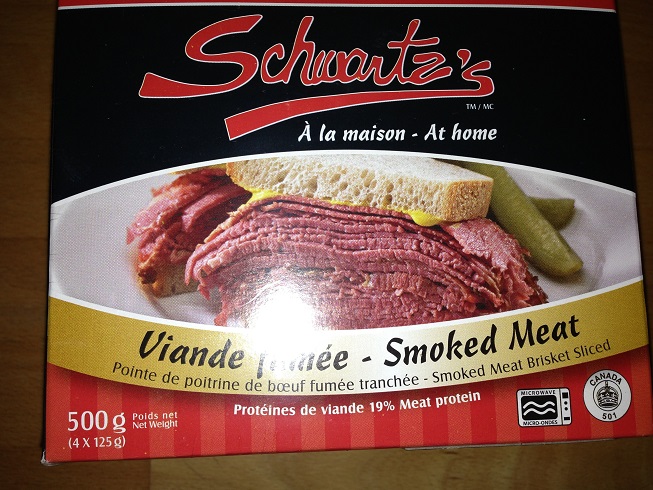 Schwartz's
TM / MC
À la maison - At home
Viande fumée - Smoked Meat
Pointe de poitrine de bœuf fumée tranchée - Smoked Meat Brisket Sliced
Protéines de viande 19% Meat protein
500 g Poids net
Net Weight
(4 X 125 g)
MICROWAVE
MICRO-ONDES
CANADA
501